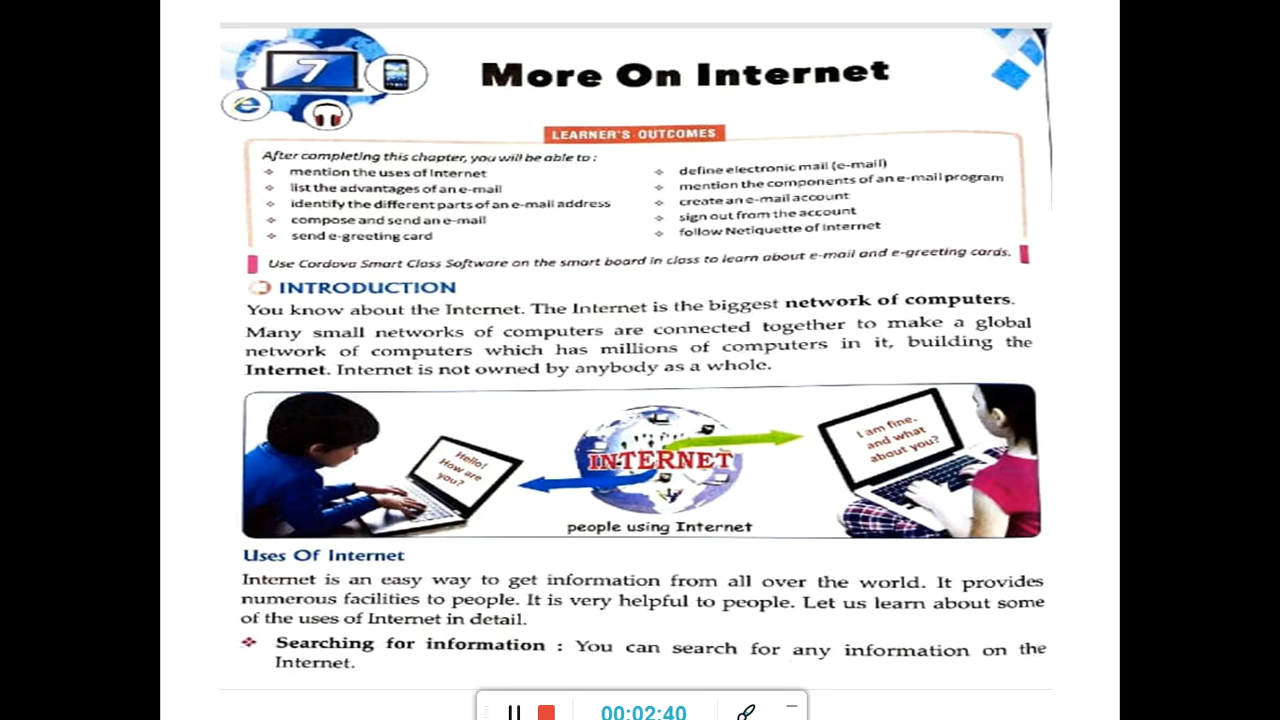 7
More On Internet
LEARNER'S OUTCOMES
After completing this chapter, you will be able to :
❖ mention the uses of Internet
❖ list the advantages of an e-mail
❖ identify the different parts of an e-mail address
❖ compose and send an e-mail
❖ send e-greeting card
❖ define electronic mail (e-mail)
❖ mention the components of an e-mail program
❖ create an e-mail account
❖ sign out from the account
❖ follow Netiquette of Internet
Use Cordova Smart Class Software on the smart board in class to learn about e-mail and e-greeting cards.
INTRODUCTION
You know about the Internet. The Internet is the biggest network of computers.
Many small networks of computers are connected together to make a global
network of computers which has millions of computers in it, building the
Internet. Internet is not owned by anybody as a whole.
Hello!
How are
you?
INTERNET
I am fine,
and what
about you?
people using Internet
Uses Of Internet
Internet is an easy way to get information from all over the world. It provides
numerous facilities to people. It is very helpful to people. Let us learn about some
of the uses of Internet in detail.
❖ Searching for information : You can search for any information on the
Internet.
00:02:40